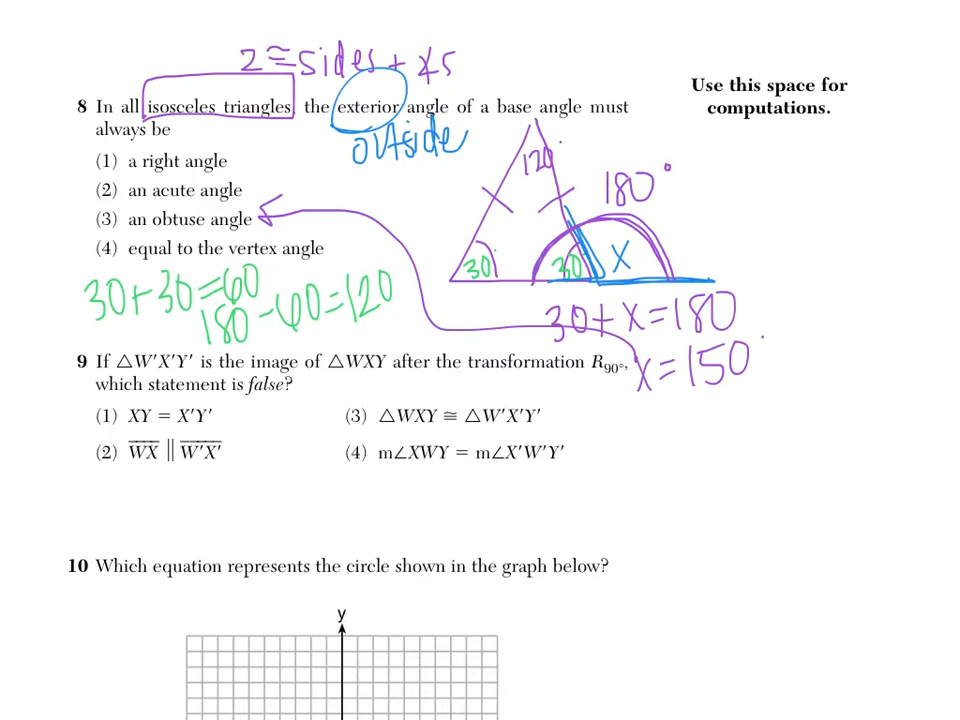 2 ≅ sides + ∡s
Use this space for
computations.
8 In all isosceles triangles, the exterior angle of a base angle must
always be
outside
(1) a right angle
(2) an acute angle
(3) an obtuse angle
(4) equal to the vertex angle
120°
180°
30
30
x
30+30=60
180-60=120
30+x=180
x=150
9 If △W'X'Y' is the image of △WXY after the transformation R90°,
which statement is false?
(1) XY = X'Y'
(3) △WXY ≅ △W'X'Y'
(2) W̅X̅ || W̅'̅X̅'̅
(4) m∠XWY = m∠X'W'Y'
10 Which equation represents the circle shown in the graph below?
y